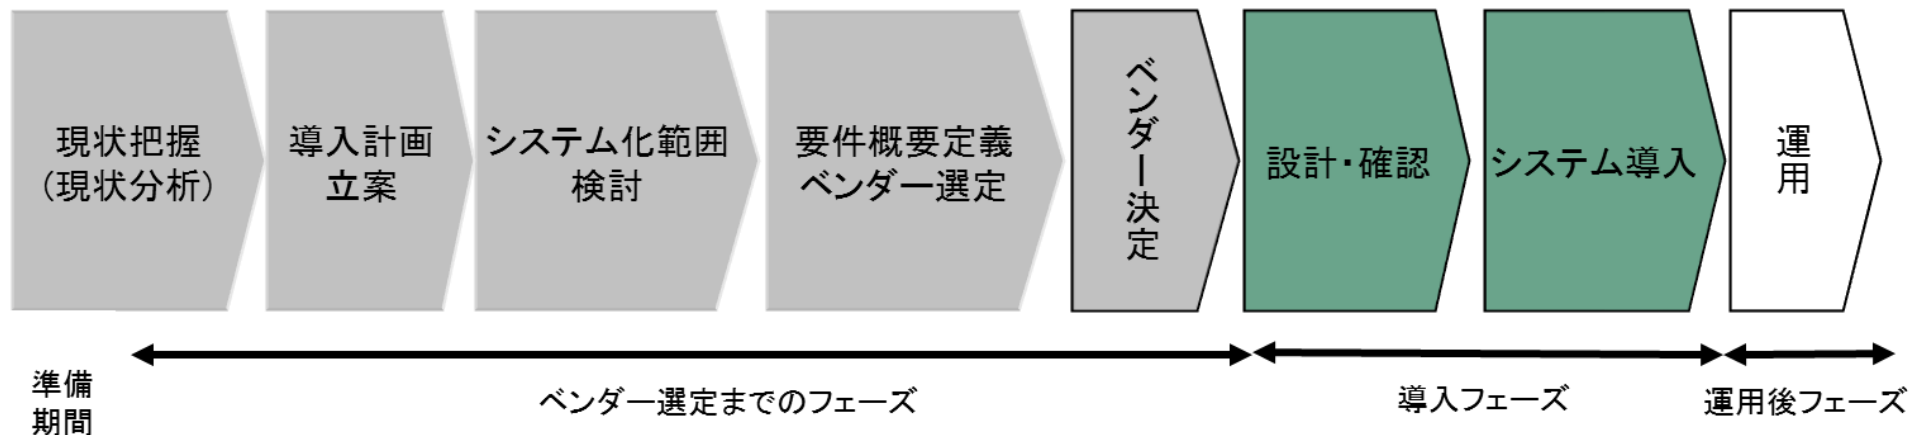 現状把握
(現状分析)
導入計画
立案
システム化範囲
検討
要件概要定義
ベンダー選定
ベンダー決定
設計・確認
システム導入
運用
準備
期間
ベンダー選定までのフェーズ
導入フェーズ
運用後フェーズ